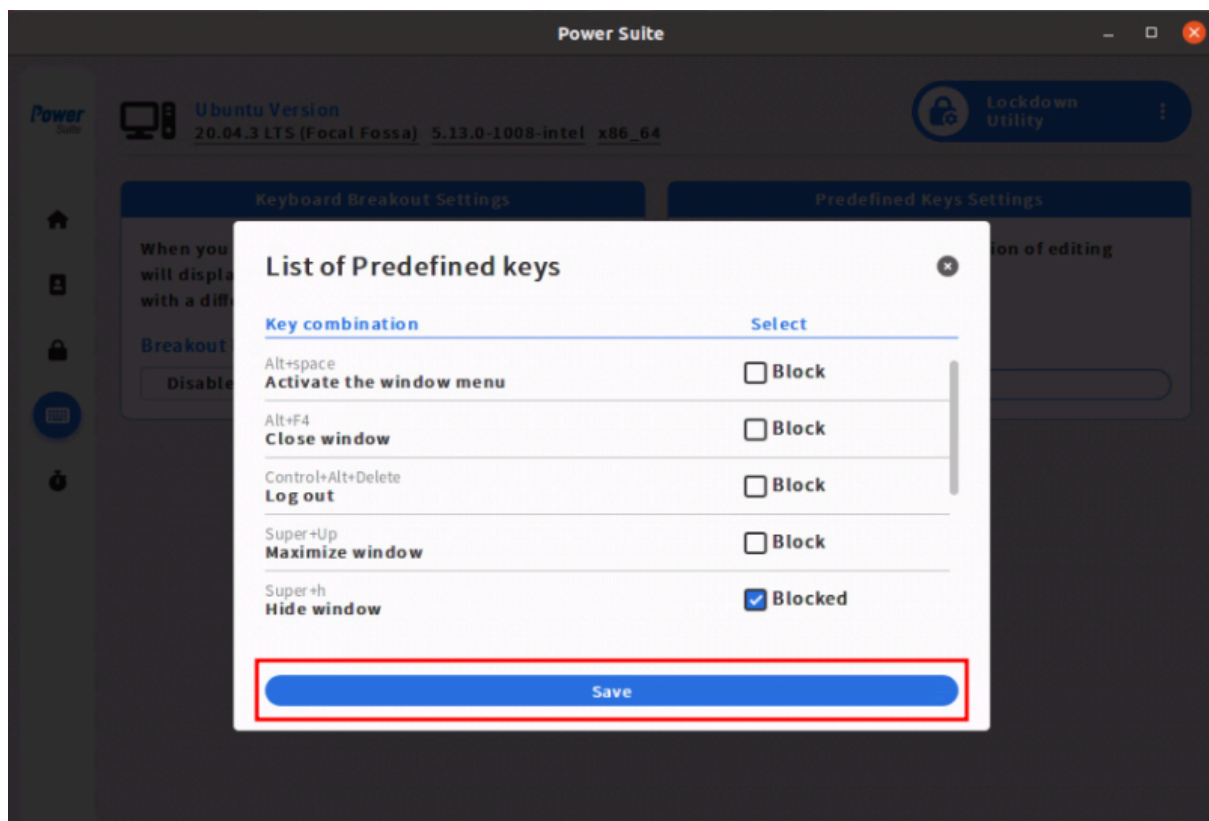 Power Suite
Power
Suite
Ubuntu Version
20.04.3 LTS (Focal Fossa) 5.13.0-1008-intel x86_64
Lockdown
Utility
Keyboard Breakout Settings
Predefined Keys Settings
When you
will displa
with a diff
ion of editing
Breakout
Disable
List of Predefined keys
Key combination Select
Alt+space
Activate the window menu
Block
Alt+F4
Close window
Block
Control+Alt+Delete
Log out
Block
Super+Up
Maximize window
Block
Super+h
Hide window
Blocked
Save